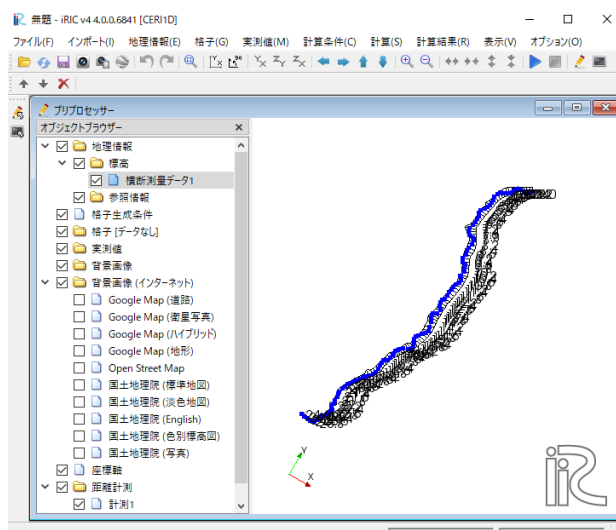 無題 - iRIC v4 4.0.0.6841 [CERI1D]
ファイル(F) インポート(I) 地理情報(E) 格子(G) 実測値(M) 計算条件(C) 計算(S) 計算結果(R) 表示(V) オプション(O)
プリプロセッサー
オブジェクトブラウザー
地理情報
標高
横断測量データ1
参照情報
格子生成条件
格子 [データなし]
実測値
背景画像
背景画像 (インターネット)
Google Map (道路)
Google Map (衛星写真)
Google Map (ハイブリッド)
Google Map (地形)
Open Street Map
国土地理院 (標準地図)
国土地理院 (淡色地図)
国土地理院 (English)
国土地理院 (色別標高図)
国土地理院 (写真)
座標軸
距離計測
計測1
Y
X
iRIC